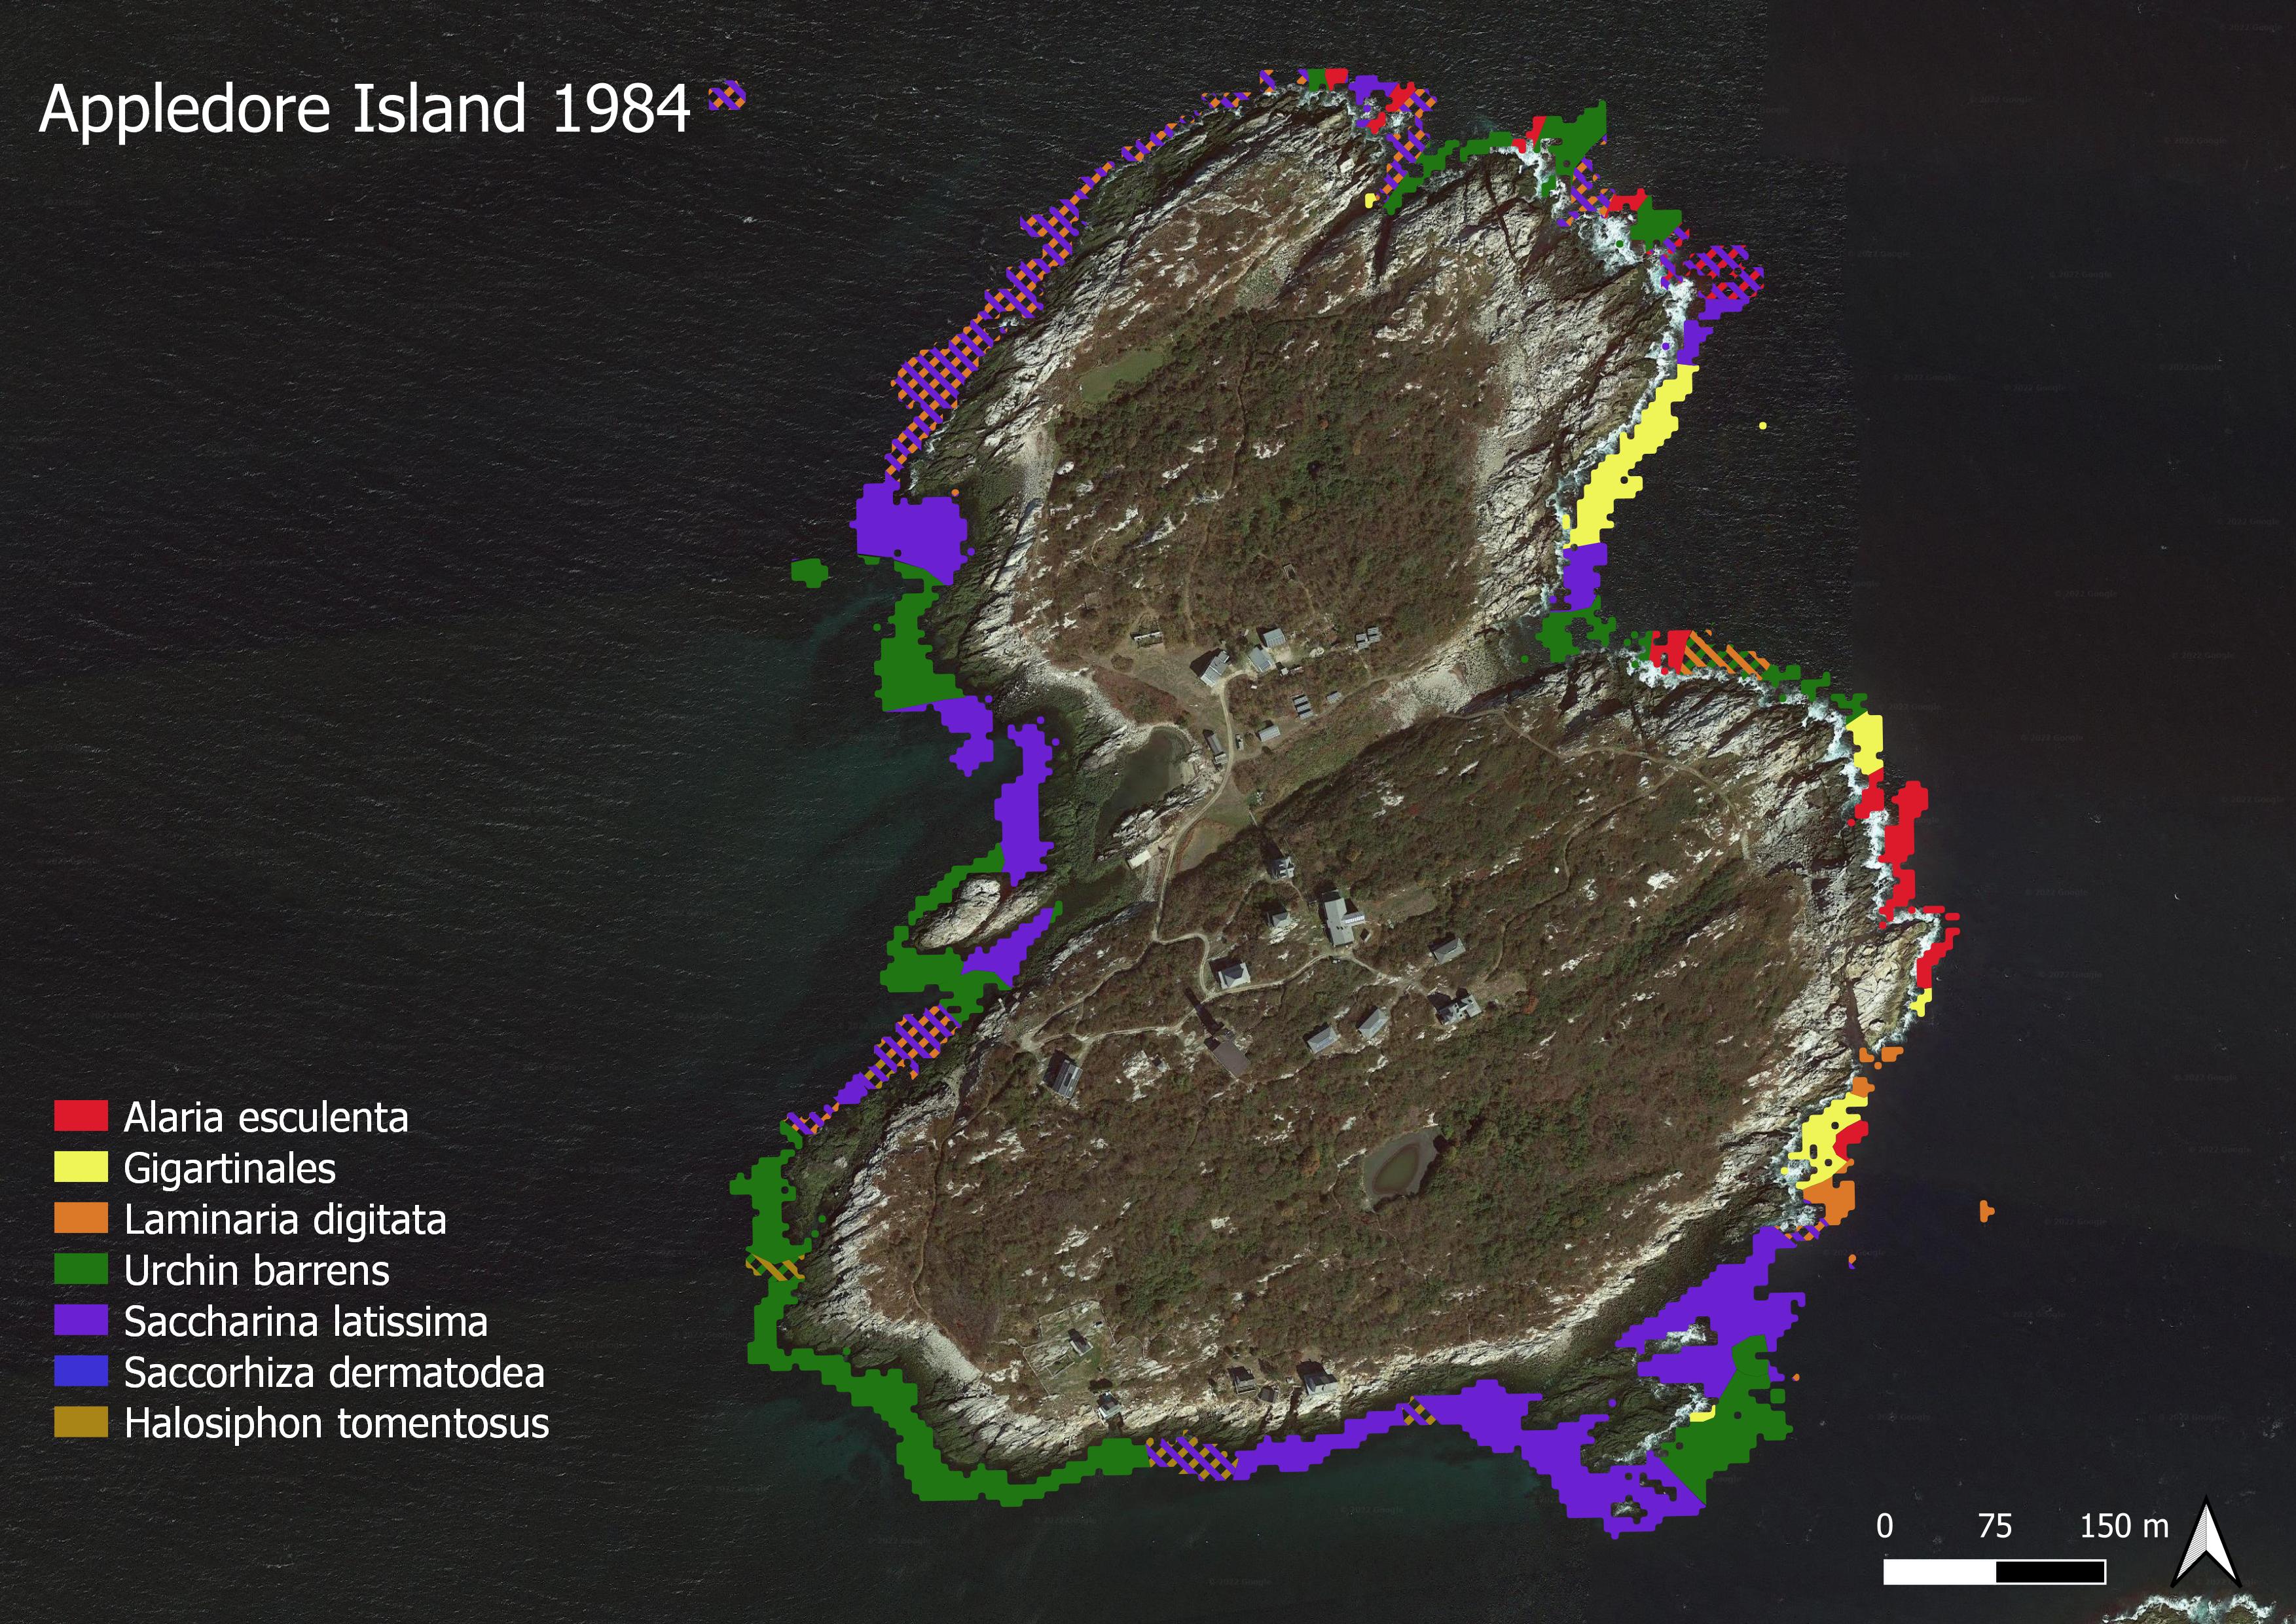 Appledore Island 1984
Alaria esculenta
Gigartinales
Laminaria digitata
Urchin barrens
Saccharina latissima
Saccorhiza dermatodea
Halosiphon tomentosus
0 75 150 m